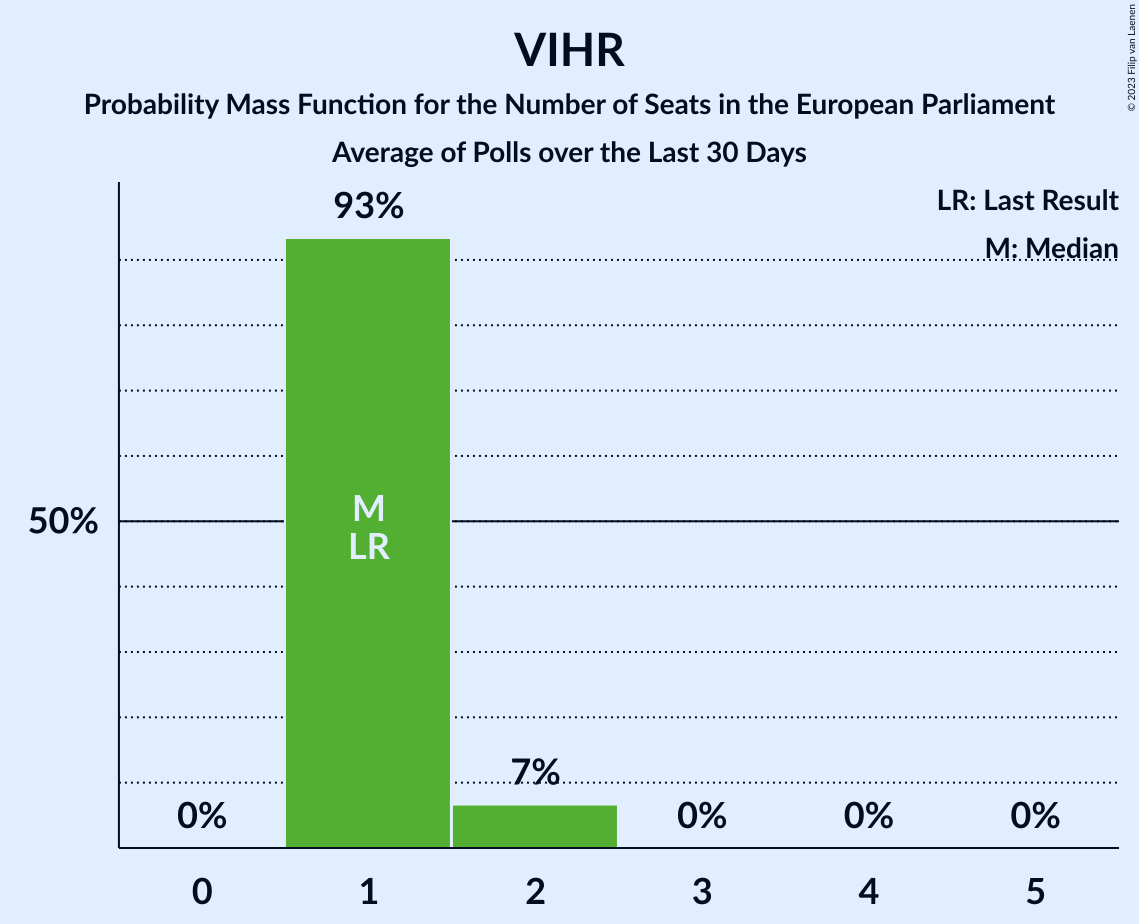 VIHR
Probability Mass Function for the Number of Seats in the European Parliament
Average of Polls over the Last 30 Days
© 2023 Filip van Laenen
LR: Last Result
M: Median
93%
50%
M
LR
7%
0%
0%
0%
0%
0 1 2 3 4 5